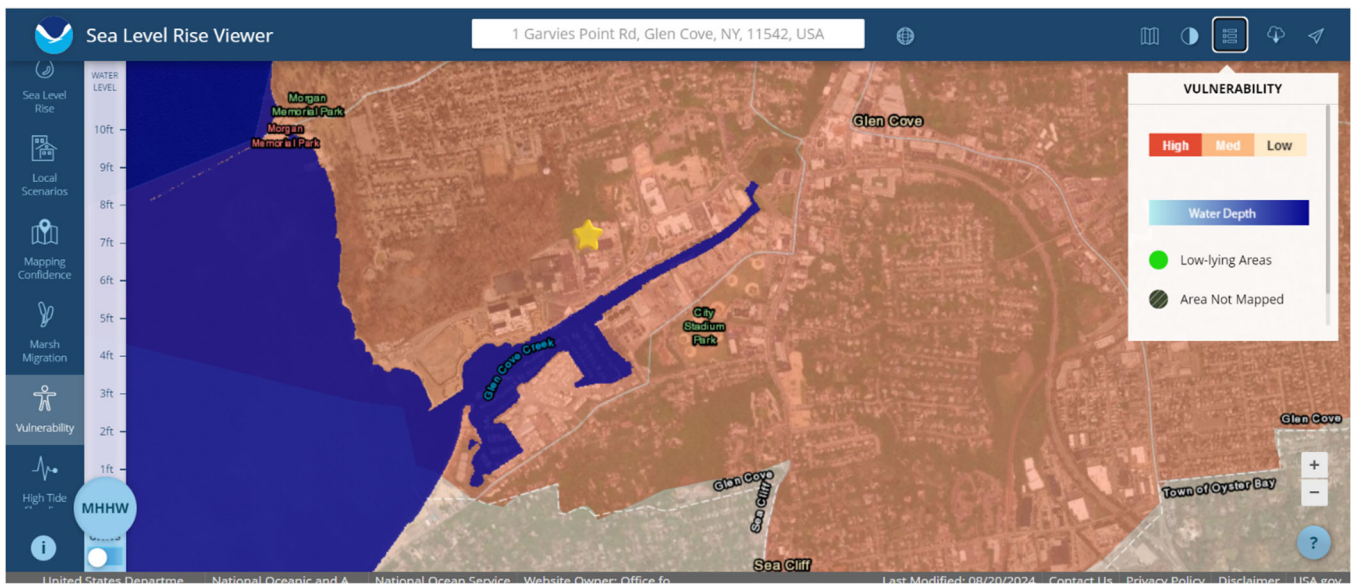 Sea Level Rise Viewer
1 Garvies Point Rd, Glen Cove, NY, 11542, USA
Sea Level
Rise
Local
Scenarios
Mapping
Confidence
Marsh
Migration
Vulnerability
High Tide
WATER
LEVEL
10ft
9ft
8ft
7ft
6ft
5ft
4ft
3ft
2ft
1ft
MHHW
i
Morgan
Memorial Park
Morgan
Memorial Park
Glen Cove
City
Stadium
Park
Glen Cove Creek
Glen Cove
Sea Cliff
Sea Cliff
Glen Cove
Town of Oyster Bay
VULNERABILITY
High Med Low
Water Depth
Low-lying Areas
Area Not Mapped
+
−
?
United States Departme National Oceanic and A National Ocean Service Website Owner: Office fo Last Modified: 08/20/2024 Contact Us Privacy Policy Disclaimer USA.gov